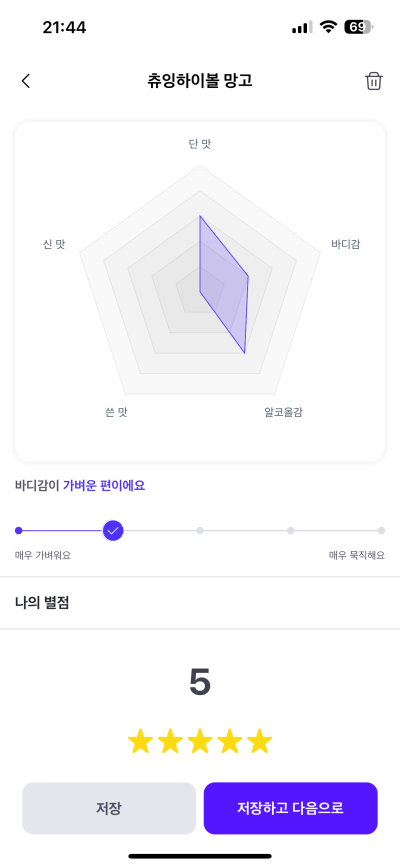 21:44
69
츄잉하이볼 망고
단 맛
신 맛
바디감
쓴 맛
알코올감
바디감이 가벼운 편이에요
매우 가벼워요
매우 묵직해요
나의 별점
5
저장
저장하고 다음으로